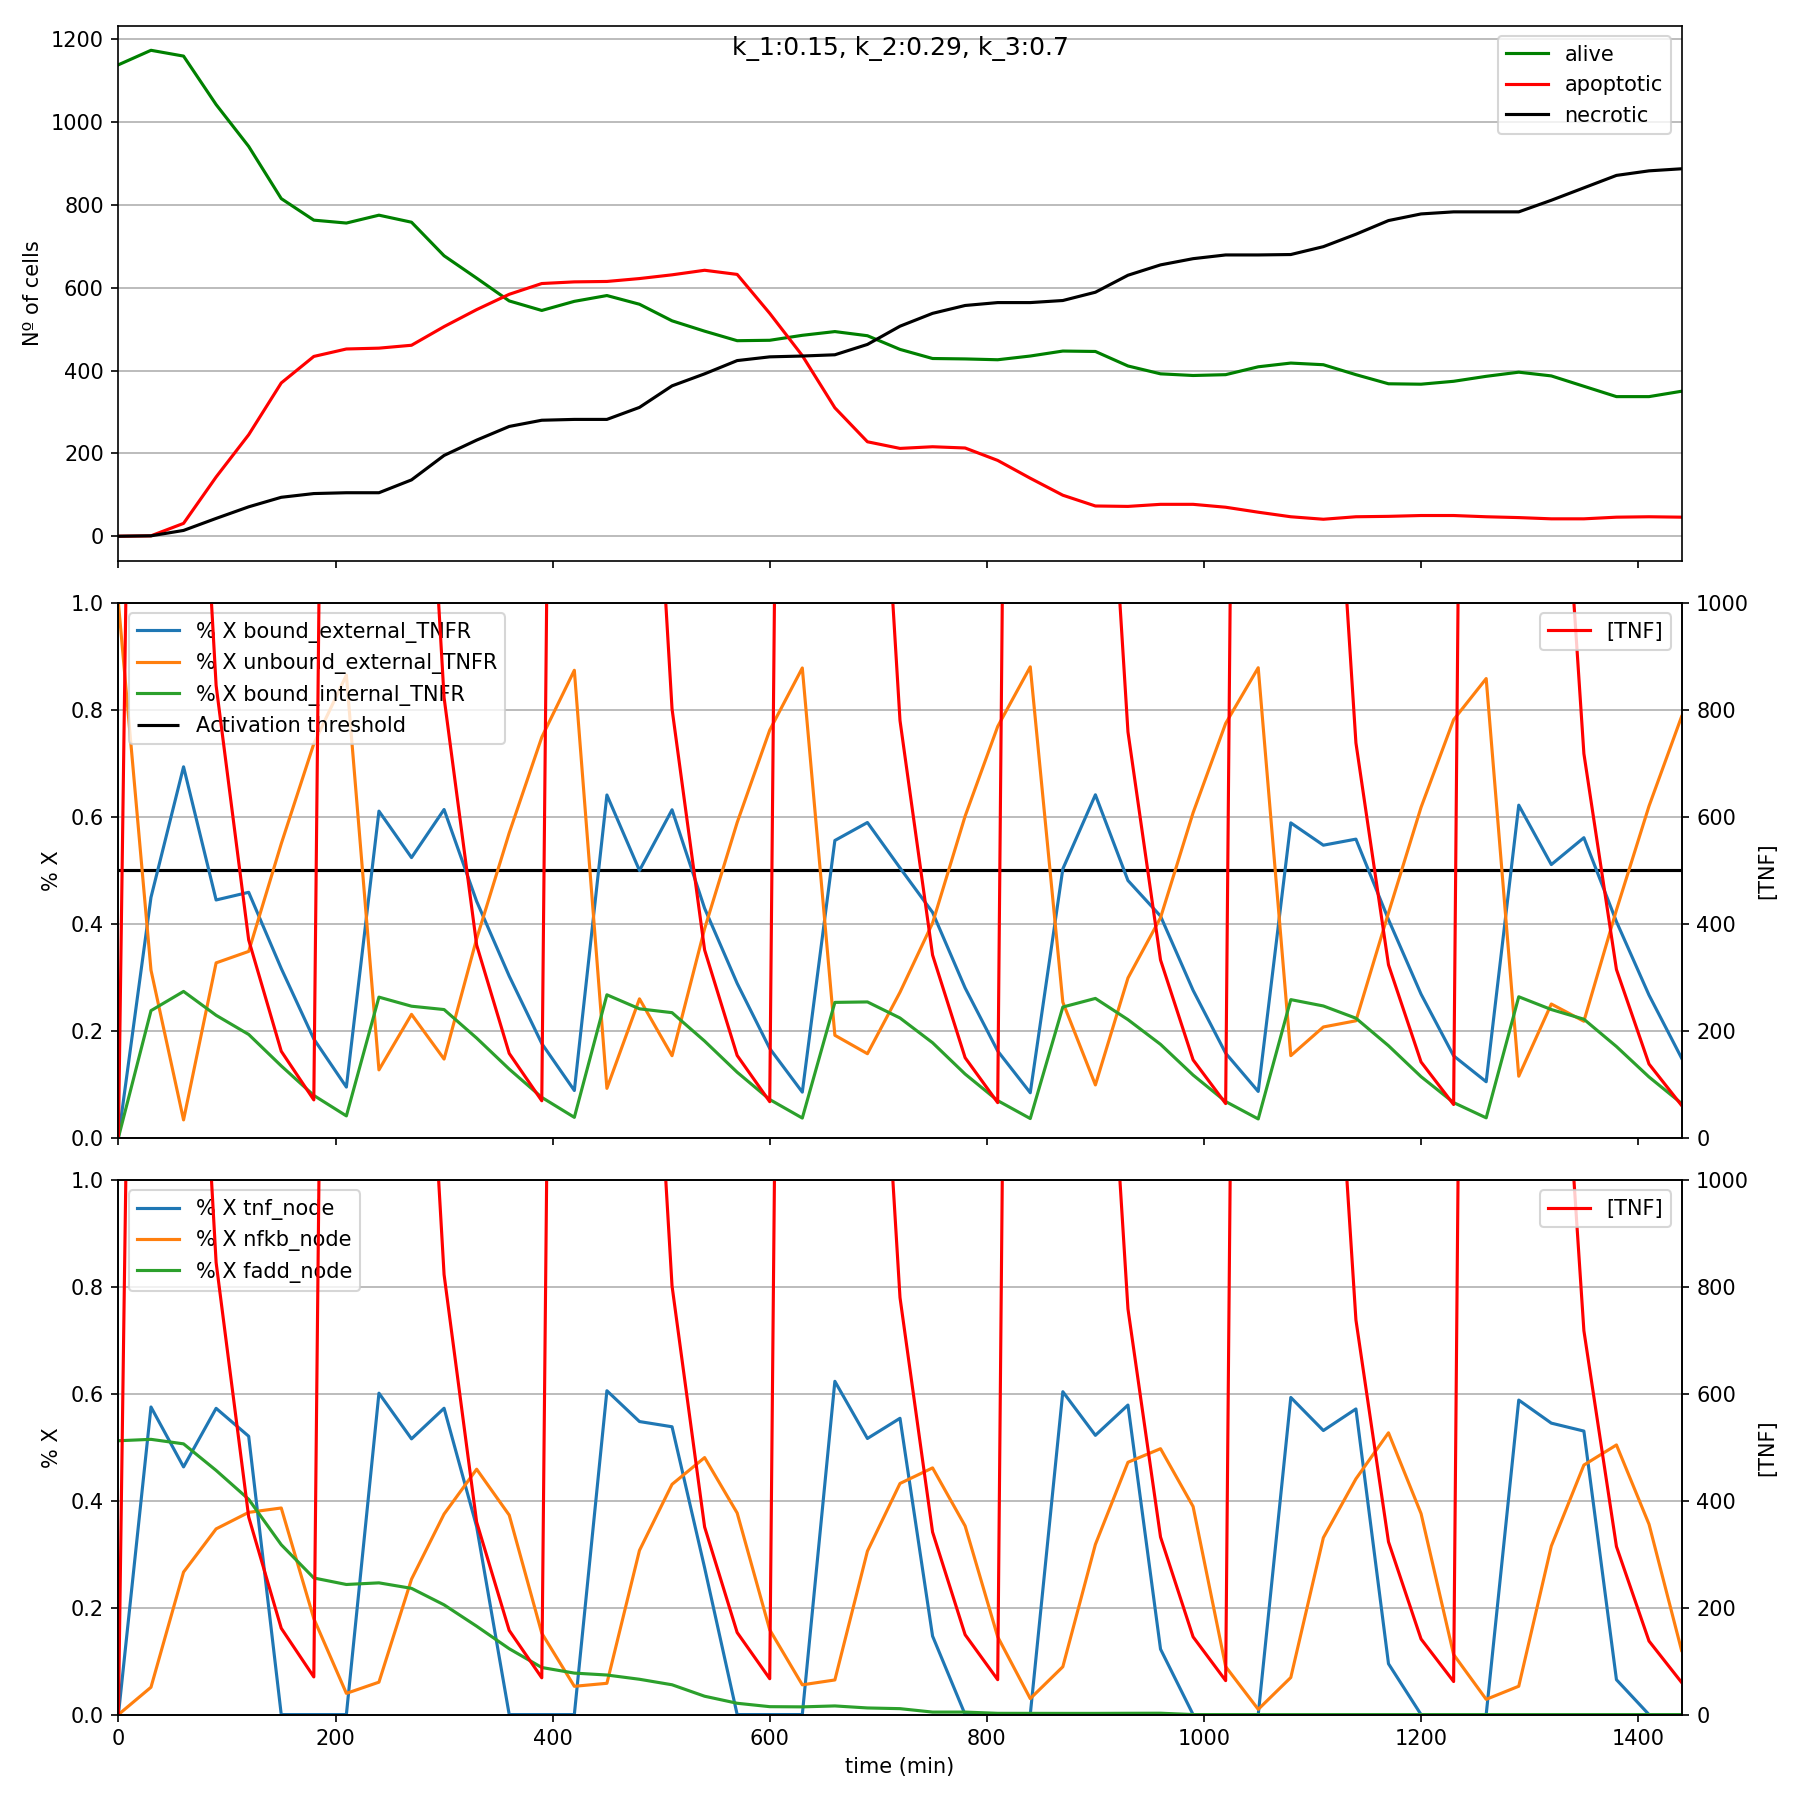 k_1:0.15, k_2:0.29, k_3:0.7
alive
apoptotic
necrotic
1200
1000
800
600
400
200
0
Nº of cells
% X bound_external_TNFR
% X unbound_external_TNFR
% X bound_internal_TNFR
Activation threshold
[TNF]
1.0
0.8
0.6
0.4
0.2
0.0
% X
1000
800
600
400
200
0
[TNF]
% X tnf_node
% X nfkb_node
% X fadd_node
[TNF]
1.0
0.8
0.6
0.4
0.2
0.0
% X
1000
800
600
400
200
0
[TNF]
0 200 400 600 800 1000 1200 1400
time (min)